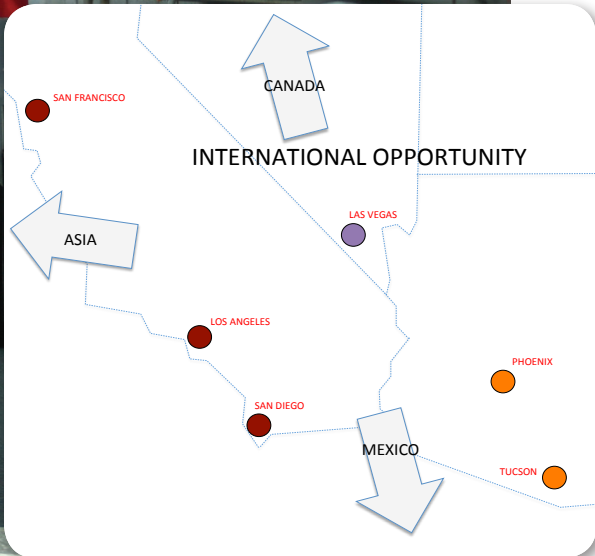 CANADA
SAN FRANCISCO
INTERNATIONAL OPPORTUNITY
LAS VEGAS
ASIA
LOS ANGELES
PHOENIX
SAN DIEGO
MEXICO
TUCSON